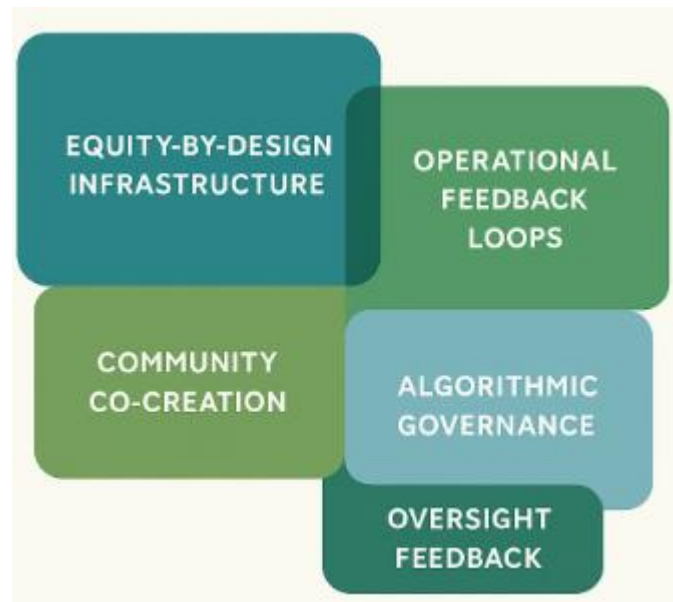 EQUITY-BY-DESIGN
INFRASTRUCTURE
OPERATIONAL
FEEDBACK
LOOPS
COMMUNITY
CO-CREATION
ALGORITHMIC
GOVERNANCE
OVERSIGHT
FEEDBACK